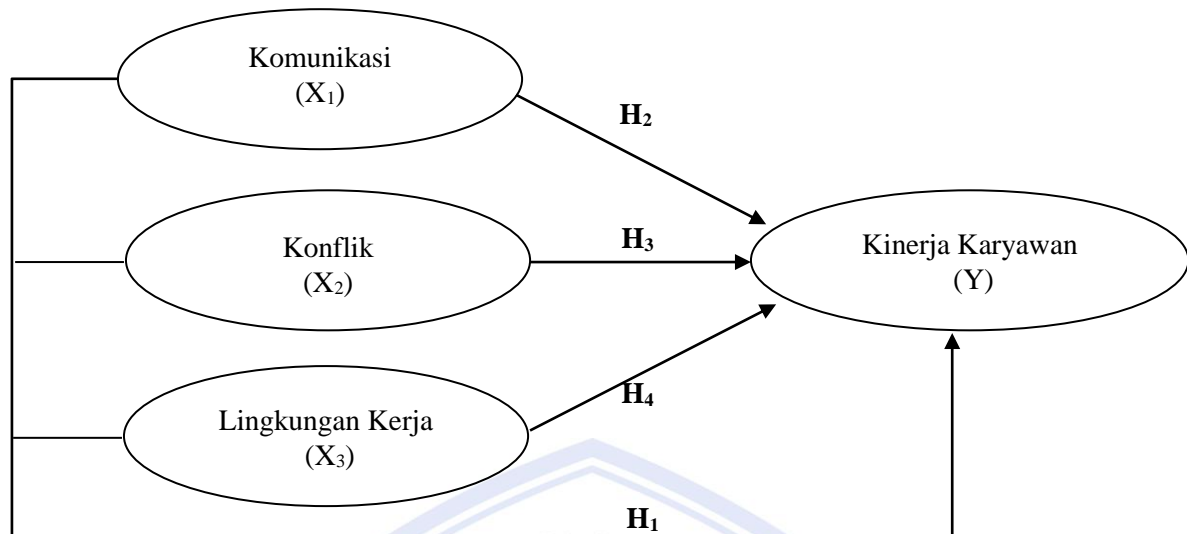 Komunikasi
(X₁)
H₂
Konflik
(X₂)
H₃
Kinerja Karyawan
(Y)
Lingkungan Kerja
(X₃)
H₄
H₁